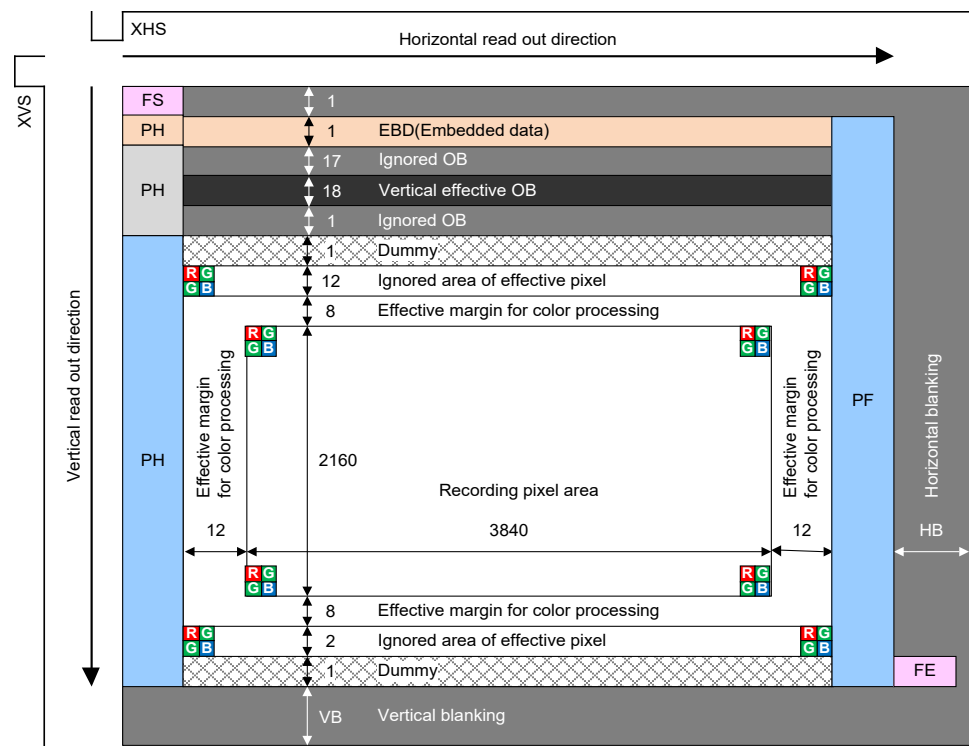 XHS
Horizontal read out direction
XVS
FS
1
PH
1 EBD(Embedded data)
17 Ignored OB
PH
18 Vertical effective OB
1 Ignored OB
1 Dummy
R G
G B
12 Ignored area of effective pixel
R G
G B
8 Effective margin for color processing
R G
G B
R G
G B
Vertical read out direction
PH
Effective margin
for color processing
12
2160
Recording pixel area
3840
Effective margin
for color processing
12
PF
Horizontal blanking
HB
R G
G B
R G
G B
8 Effective margin for color processing
R G
G B
2 Ignored area of effective pixel
R G
G B
1 Dummy
FE
VB Vertical blanking